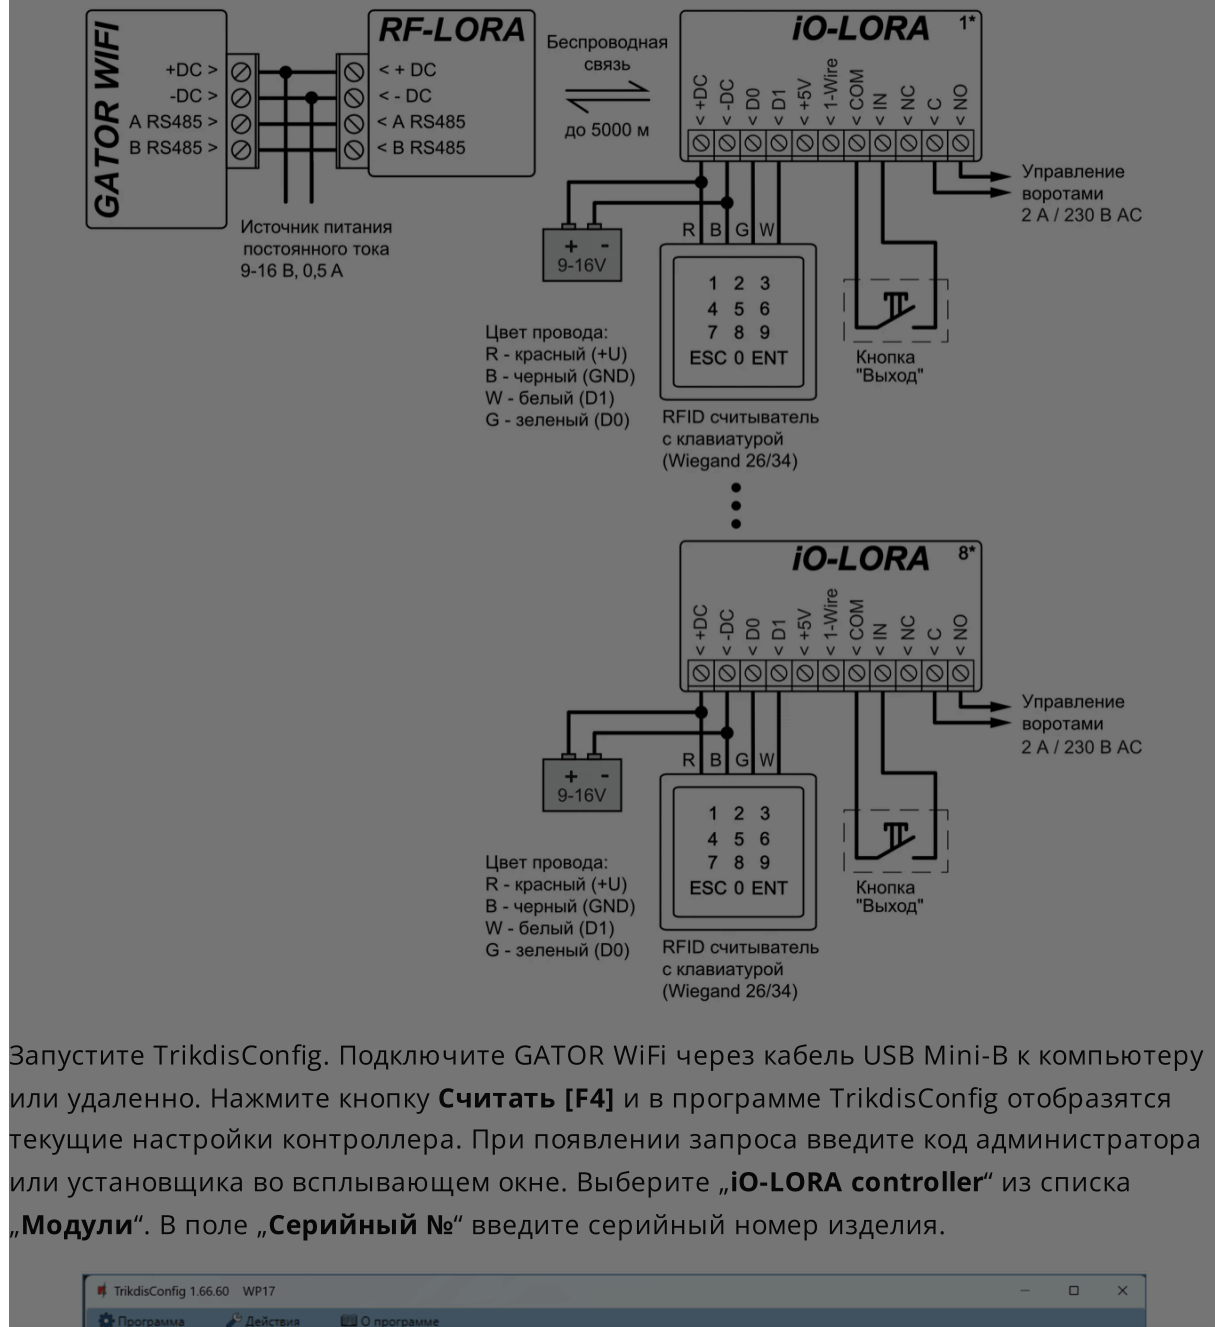 GATOR WIFI
+DC >
-DC >
A RS485 >
B RS485 >
RF-LORA
< + DC
< - DC
< A RS485
< B RS485
Источник питания
постоянного тока
9-16 В, 0,5 А
Беспроводная
связь
до 5000 м
iO-LORA 1*
< +DC
< -DC
< D0
< D1
< +5V
< 1-Wire
< COM
< IN
< NC
< C
< NO
Управление
воротами
2 А / 230 В АС
R B G W
+ -
9-16V
1 2 3
4 5 6
7 8 9
ESC 0 ENT
Цвет провода:
R - красный (+U)
B - черный (GND)
W - белый (D1)
G - зеленый (D0)
Кнопка
"Выход"
RFID считыватель
с клавиатурой
(Wiegand 26/34)
iO-LORA 8*
< +DC
< -DC
< D0
< D1
< +5V
< 1-Wire
< COM
< IN
< NC
< C
< NO
Управление
воротами
2 А / 230 В АС
R B G W
+ -
9-16V
1 2 3
4 5 6
7 8 9
ESC 0 ENT
Цвет провода:
R - красный (+U)
B - черный (GND)
W - белый (D1)
G - зеленый (D0)
Кнопка
"Выход"
RFID считыватель
с клавиатурой
(Wiegand 26/34)
Запустите TrikdisConfig. Подключите GATOR WiFi через кабель USB Mini-B к компьютеру
или удаленно. Нажмите кнопку Считать [F4] и в программе TrikdisConfig отобразятся
текущие настройки контроллера. При появлении запроса введите код администратора
или установщика во всплывающем окне. Выберите „iO-LORA controller“ из списка
„Модули“. В поле „Серийный №“ введите серийный номер изделия.
TrikdisConfig 1.66.60 WP17
Программа Действия О программе